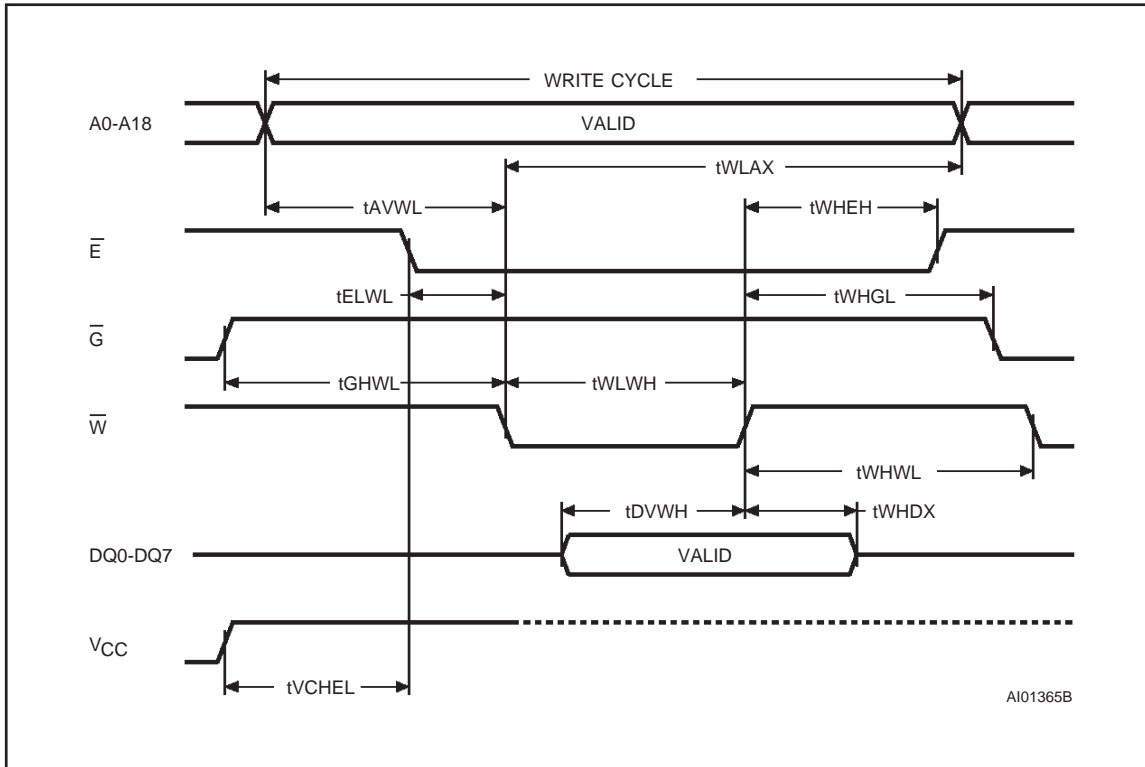 WRITE CYCLE
A0-A18
VALID
tWLAX
tAVWL
tWHEH
E̅
tELWL
tWHGL
G̅
tGHWL
tWLWH
W̅
tWHWL
tDVWH
tWHDX
DQ0-DQ7
VALID
VCC
tVCHEL
AI01365B